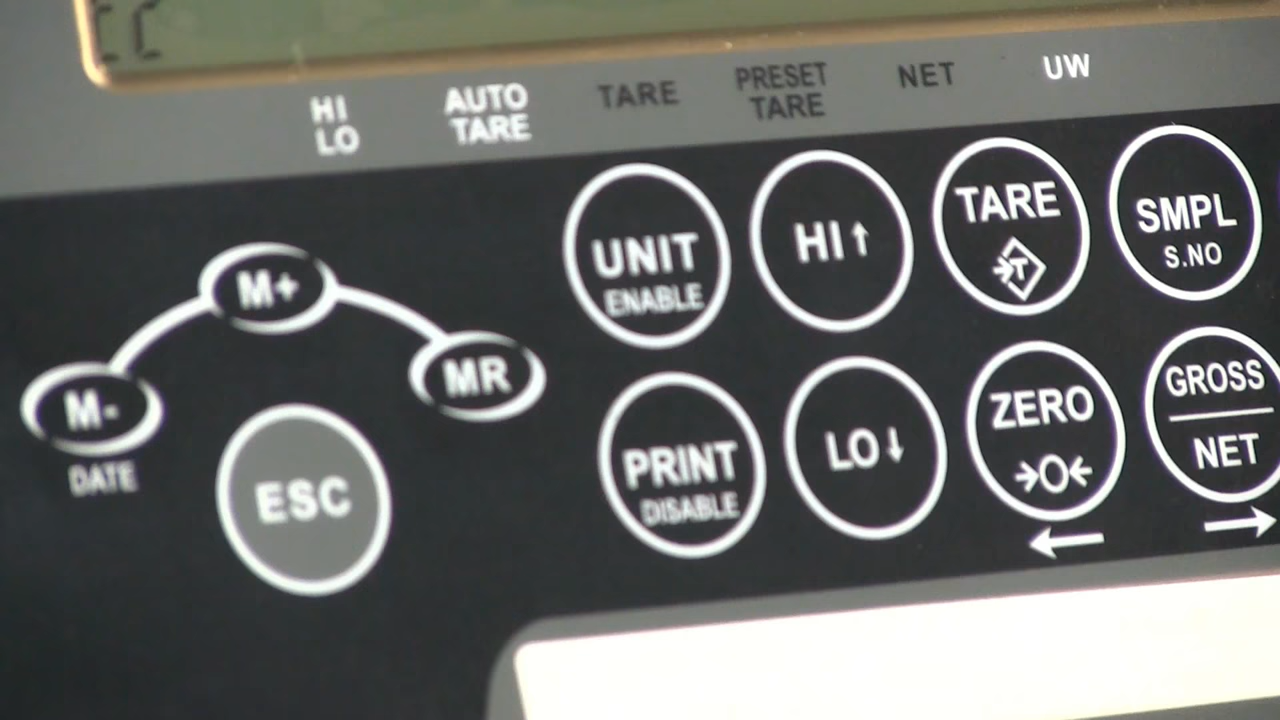 HI
LO
AUTO
TARE
TARE
PRESET
TARE
NET
UW
UNIT
ENABLE
HI↑
TARE
T
SMPL
S.NO
M+
M-
DATE
MR
ESC
PRINT
DISABLE
LO↓
ZERO
→0←
←
GROSS
NET
→